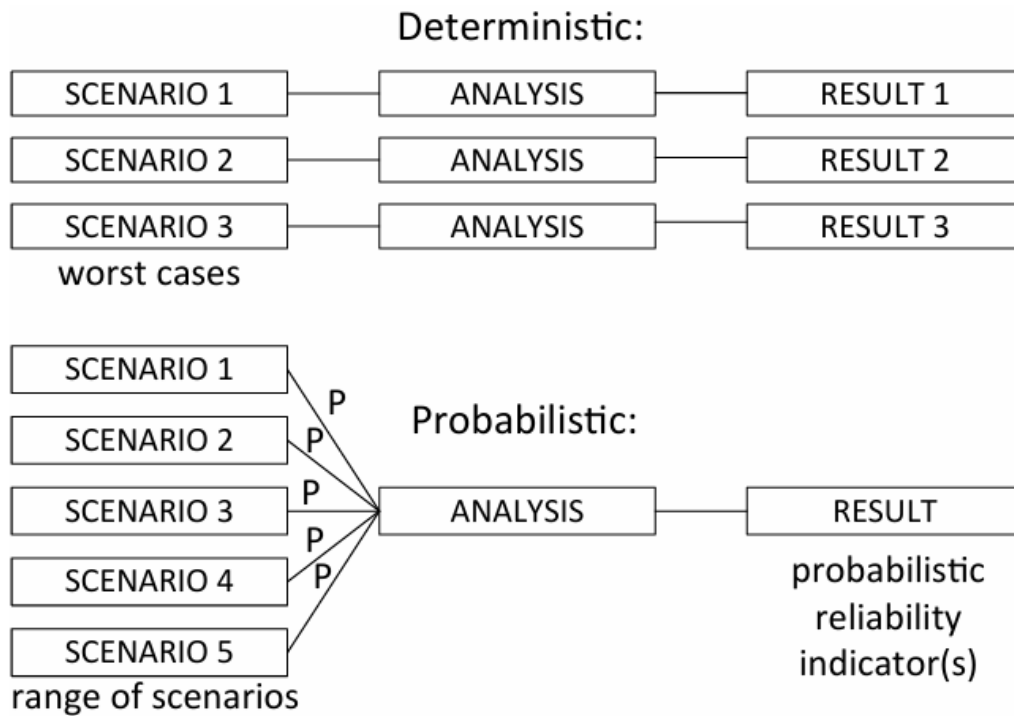 Deterministic:
SCENARIO 1 ANALYSIS RESULT 1
SCENARIO 2 ANALYSIS RESULT 2
SCENARIO 3 ANALYSIS RESULT 3
worst cases
SCENARIO 1
P
Probabilistic:
SCENARIO 2
P
SCENARIO 3 P ANALYSIS RESULT
P
SCENARIO 4
P
SCENARIO 5
range of scenarios
probabilistic
reliability
indicator(s)